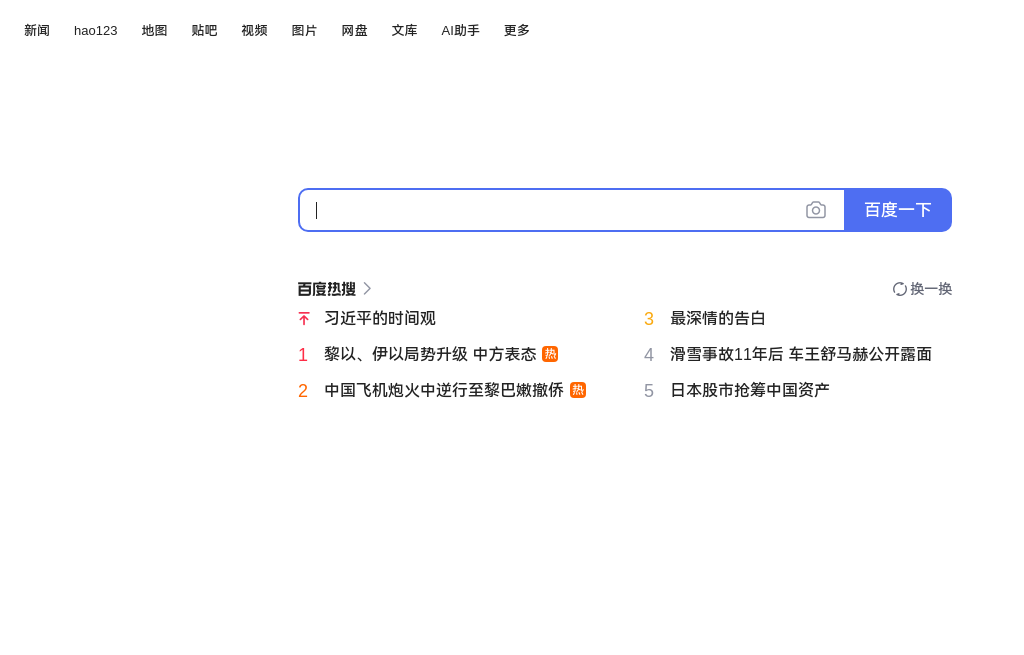 新闻 hao123 地图 贴吧 视频 图片 网盘 文库 AI助手 更多
百度一下
百度热搜 换一换
习近平的时间观
1 黎以、伊以局势升级 中方表态 热
2 中国飞机炮火中逆行至黎巴嫩撤侨 热
3 最深情的告白
4 滑雪事故11年后 车王舒马赫公开露面
5 日本股市抢筹中国资产